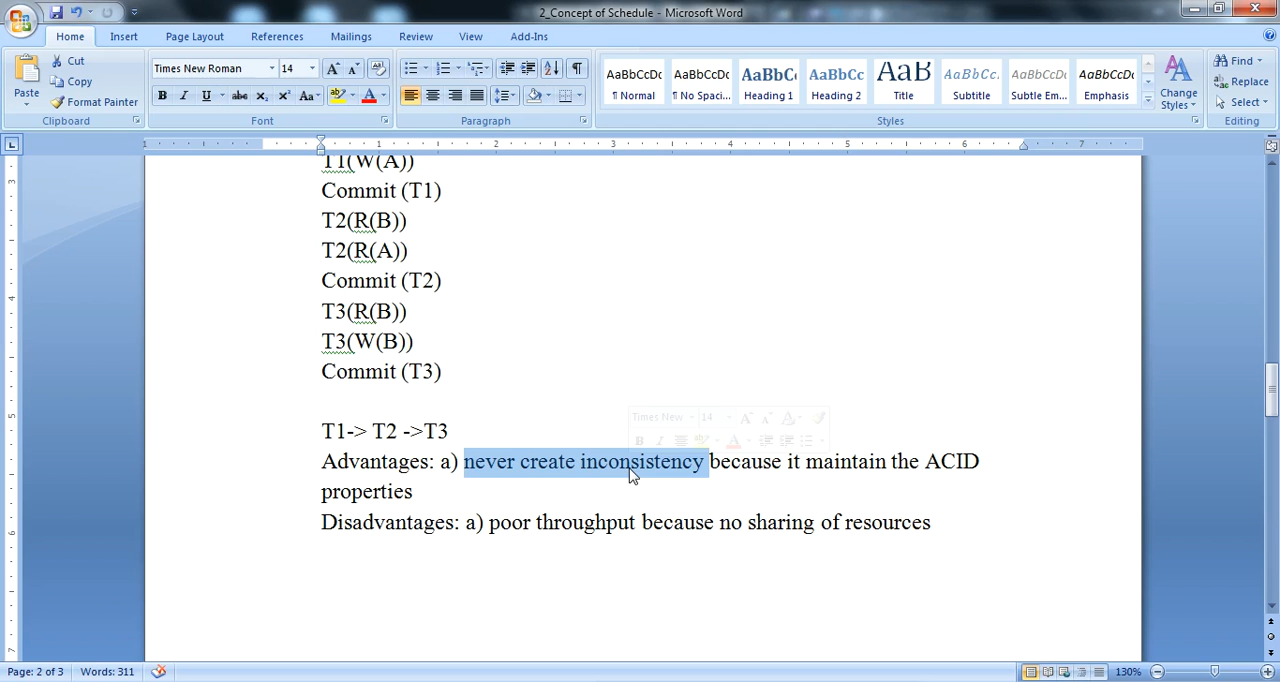 2_Concept of Schedule - Microsoft Word
Home Insert Page Layout References Mailings Review View Add-Ins
Paste
Cut
Copy
Format Painter
Clipboard
Times New Roman 14
Font
Paragraph
AaBbCcDc AaBbCcDc AaBbC AaBbCc AaB AaBbCc. AaBbCcDc AaBbCcDc
¶ Normal ¶ No Spaci... Heading 1 Heading 2 Title Subtitle Subtle Em... Emphasis
Change Styles
Styles
Find
Replace
Select
Editing
T1(W(A))
Commit (T1)
T2(R(B))
T2(R(A))
Commit (T2)
T3(R(B))
T3(W(B))
Commit (T3)
Times New 14
T1-> T2 ->T3
Advantages: a) never create inconsistency because it maintain the ACID
properties
Disadvantages: a) poor throughput because no sharing of resources
Page: 2 of 3 Words: 311 130%